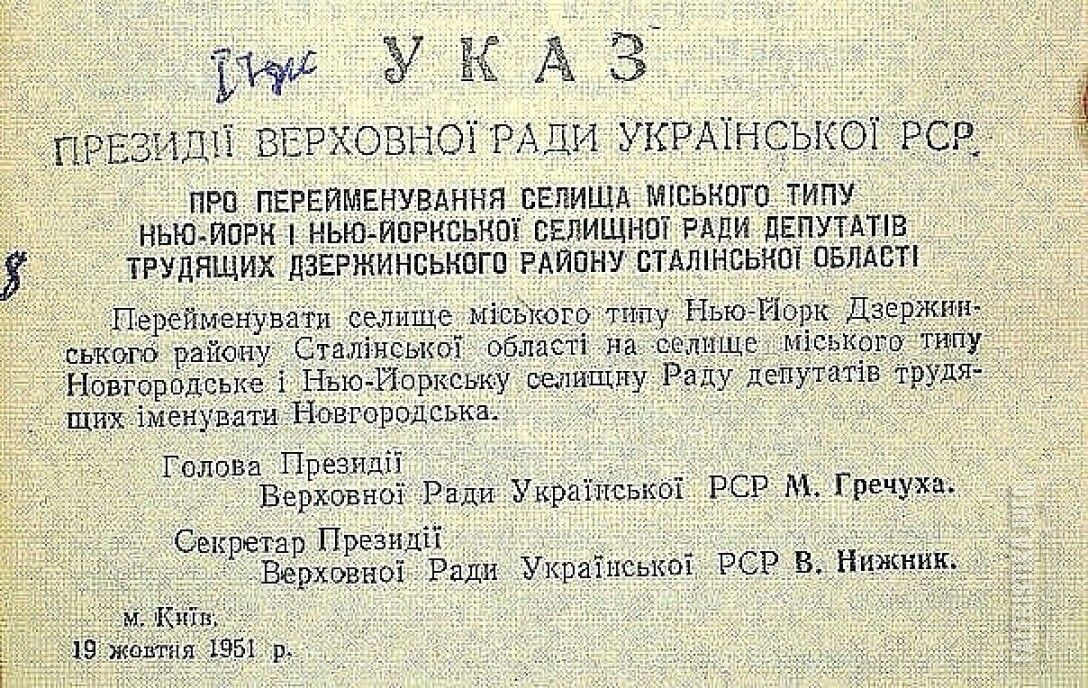 УКАЗ
ПРЕЗИДІЇ ВЕРХОВНОЇ РАДИ УКРАЇНСЬКОЇ РСР
ПРО ПЕРЕЙМЕНУВАННЯ СЕЛИЩА МІСЬКОГО ТИПУ
НЬЮ-ЙОРК І НЬЮ-ЙОРКСЬКОЇ СЕЛИЩНОЇ РАДИ ДЕПУТАТІВ
ТРУДЯЩИХ ДЗЕРЖИНСЬКОГО РАЙОНУ СТАЛІНСЬКОЇ ОБЛАСТІ
8
Перейменувати селище міського типу Нью-Йорк Дзержин-
ського району Сталінської області на селище міського типу
Новгородське і Нью-Йоркську селищну Раду депутатів трудя-
щих іменувати Новгородська.
Голова Президії
Верховної Ради Української РСР М. Гречуха.
Секретар Президії
Верховної Ради Української РСР В. Нижник.
м. Київ.
19 жовтня 1951 р.